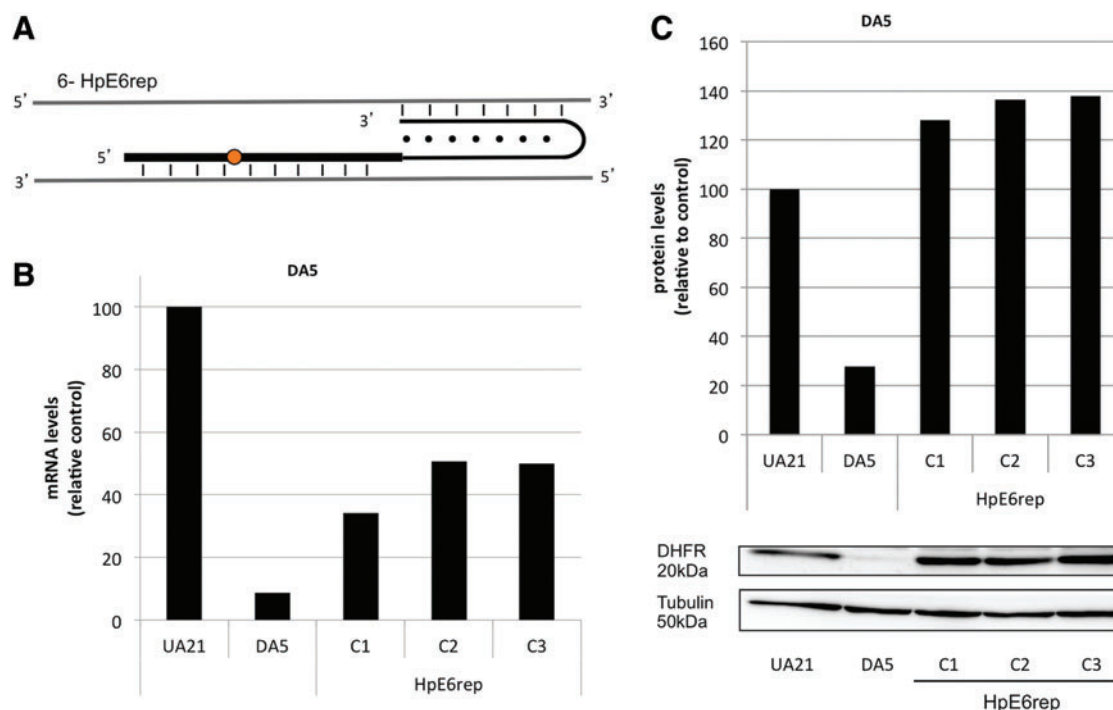 A
6- HpE6rep
5’ 3’
3’
5’
3’ 5’
B
DA5
mRNA levels
(relative control)
100
80
60
40
20
0
UA21 DA5 C1 C2 C3
HpE6rep
C
DA5
protein levels
(relative to control)
160
140
120
100
80
60
40
20
0
UA21 DA5 C1 C2 C3
HpE6rep
DHFR
20kDa
Tubulin
50kDa
UA21 DA5 C1 C2 C3
HpE6rep